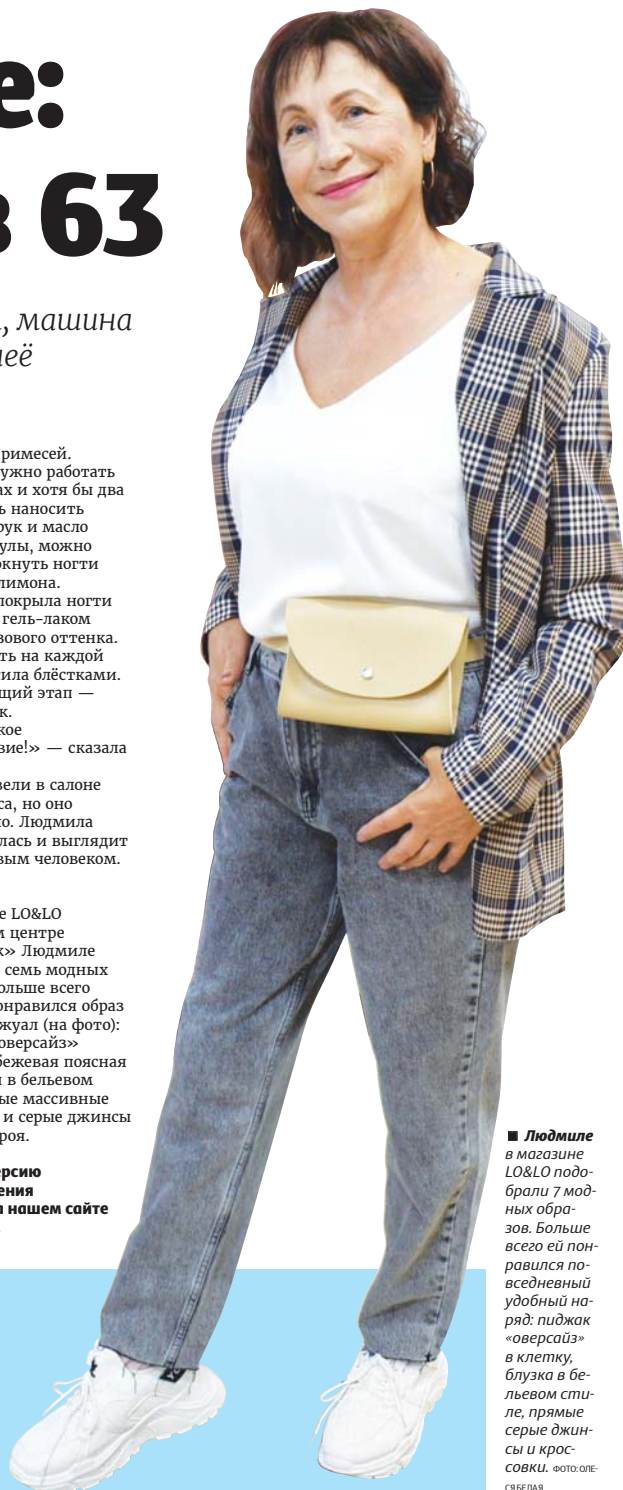 е:
в 63
, машина
неё
римесей.
ужно работать
ах и хотя бы два
ь наносить
рук и масло
улы, можно
окнуть ногти
лимона.
покрыла ногти
гель-лаком
вового оттенка.
ть на каждой
тила блёстками.
щий этап —
к.
кое
вие!» — сказала
вели в салоне
са, но оно
ло. Людмила
лась и выглядит
вым человеком.
е LO&LO
м центре
к» Людмиле
семь модных
ольше всего
онравился образ
жуал (на фото):
оверсайз»
бежевая поясная
в бельевом
ые массивные
и серые джинсы
роя.
ерсию
ения
нашем сайте
■ Людмиле
в магазине
LO&LO подо-
брали 7 мод-
ных обра-
зов. Больше
всего ей пон-
равился по-
вседневный
удобный на-
ряд: пиджак
«оверсайз»
в клетку,
блузка в бе-
льевом сти-
ле, прямые
серые джин-
сы и крос-
совки. ФОТО: ОЛЕ-
СЯ БЕЛАЯ